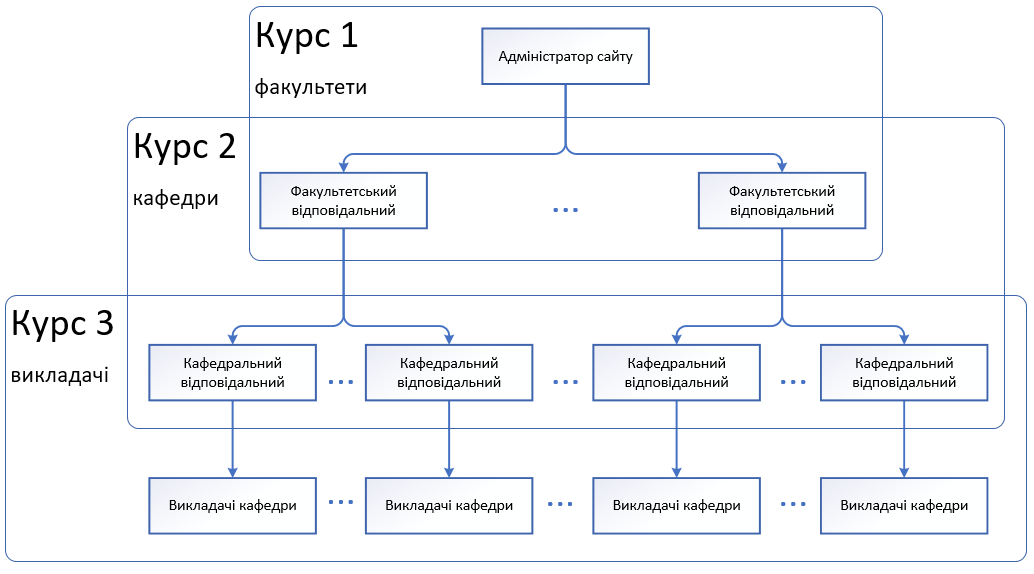 Курс 1
Адміністратор сайту
факультети
Курс 2
кафедри
Факультетський
відповідальний
...
Факультетський
відповідальний
Курс 3
викладачі
Кафедральний
відповідальний
...
Кафедральний
відповідальний
...
Кафедральний
відповідальний
...
Кафедральний
відповідальний
Викладачі кафедри
...
Викладачі кафедри
...
Викладачі кафедри
...
Викладачі кафедри